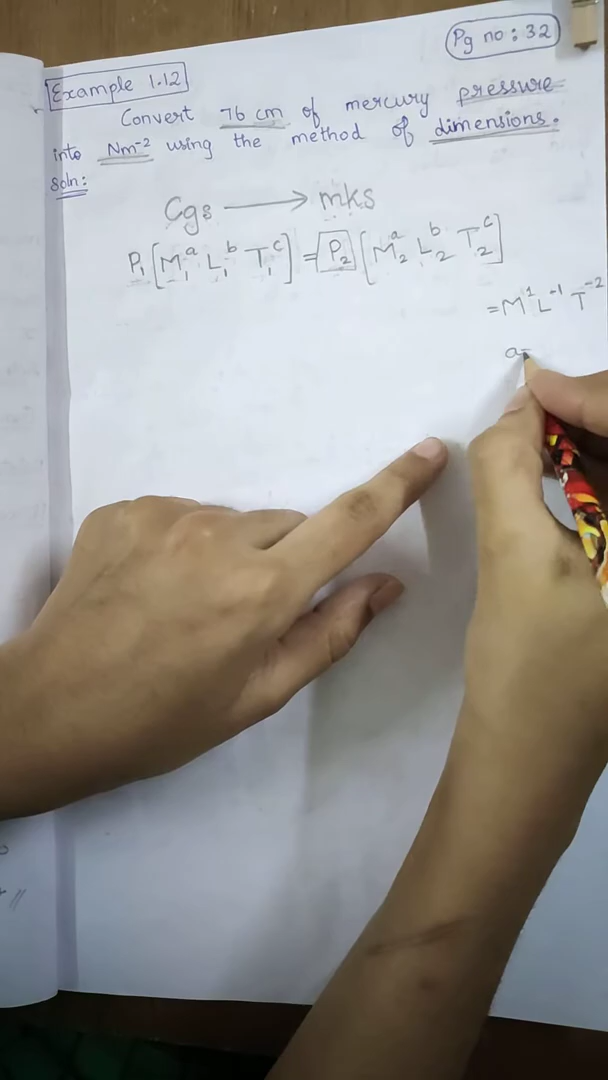 Pg no : 32
Example 1.12
Convert 76 cm of mercury pressure
into Nm⁻² using the method of dimensions.
soln:
Cgs → mks
P₁ [M₁ᵃ L₁ᵇ T₁ᶜ] = P₂ [M₂ᵃ L₂ᵇ T₂ᶜ]
= M¹ L⁻¹ T⁻²
a=